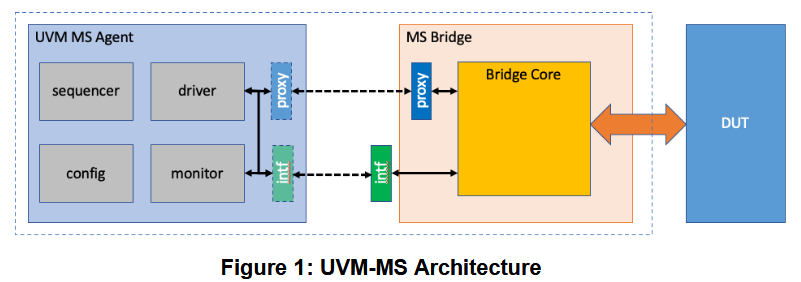 UVM MS Agent
MS Bridge
sequencer
driver
proxy
proxy
Bridge Core
DUT
config
monitor
intf
intf
Figure 1: UVM-MS Architecture